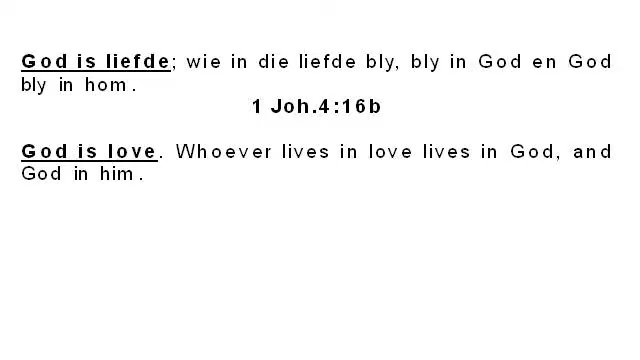 God is liefde; wie in die liefde bly, bly in God en God
bly in hom.
1 Joh.4:16b
God is love. Whoever lives in love lives in God, and
God in him.